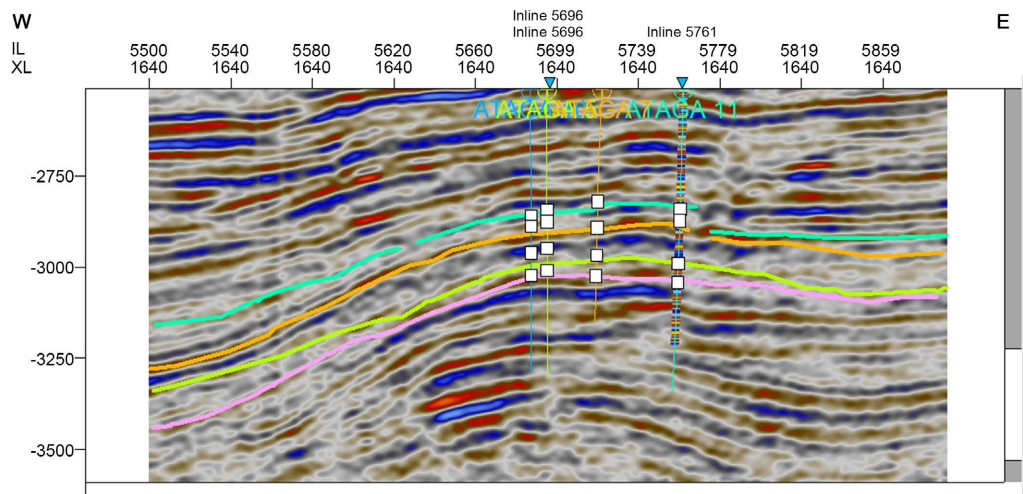 Inline 5696
W Inline 5696 Inline 5761 E
IL 5500 5540 5580 5620 5660 5699 5739 5779 5819 5859
XL 1640 1640 1640 1640 1640 1640 1640 1640 1640 1640
ATAGA 11
-2750
-3000
-3250
-3500